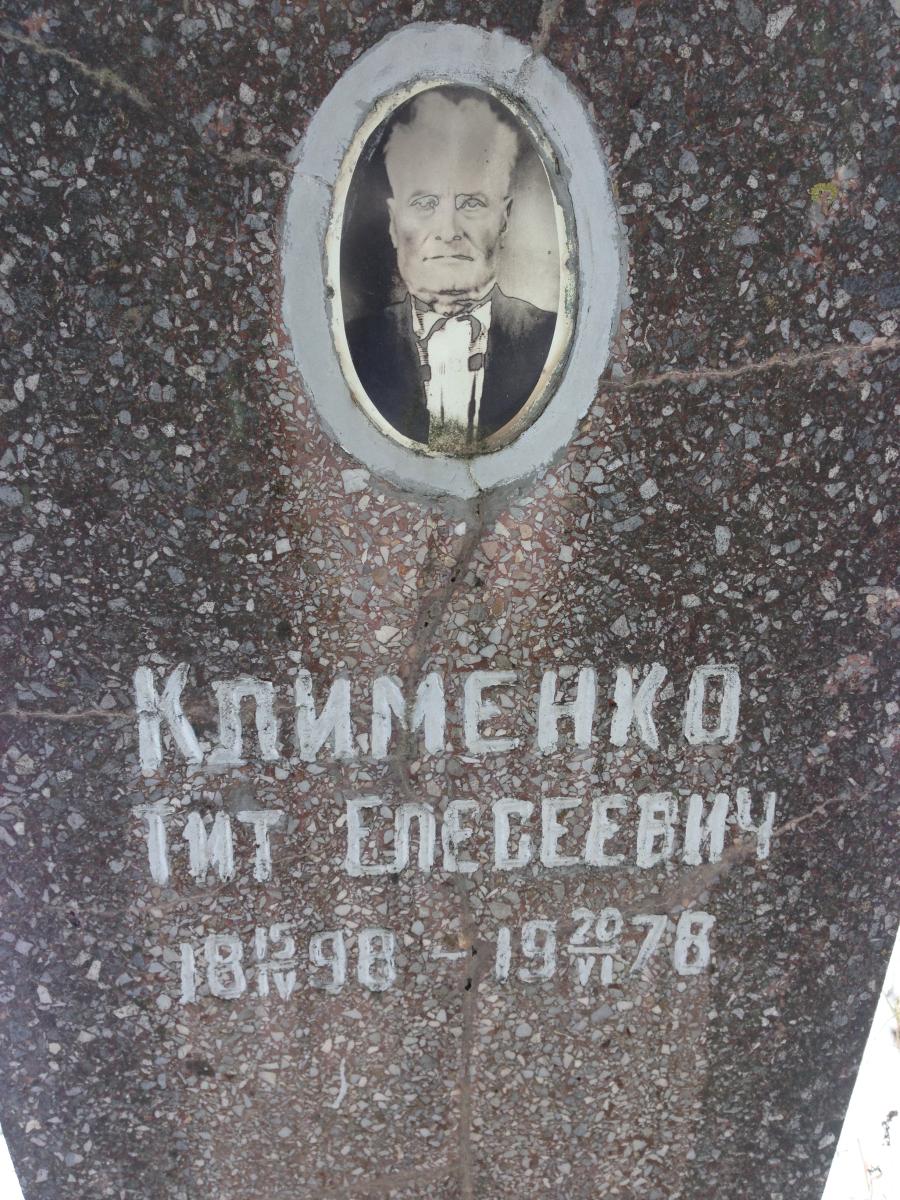 КЛИМЕНКО
ТИТ ЕЛЕСЕЕВИЧ
18 15/IV 98 - 19 20/VI 78